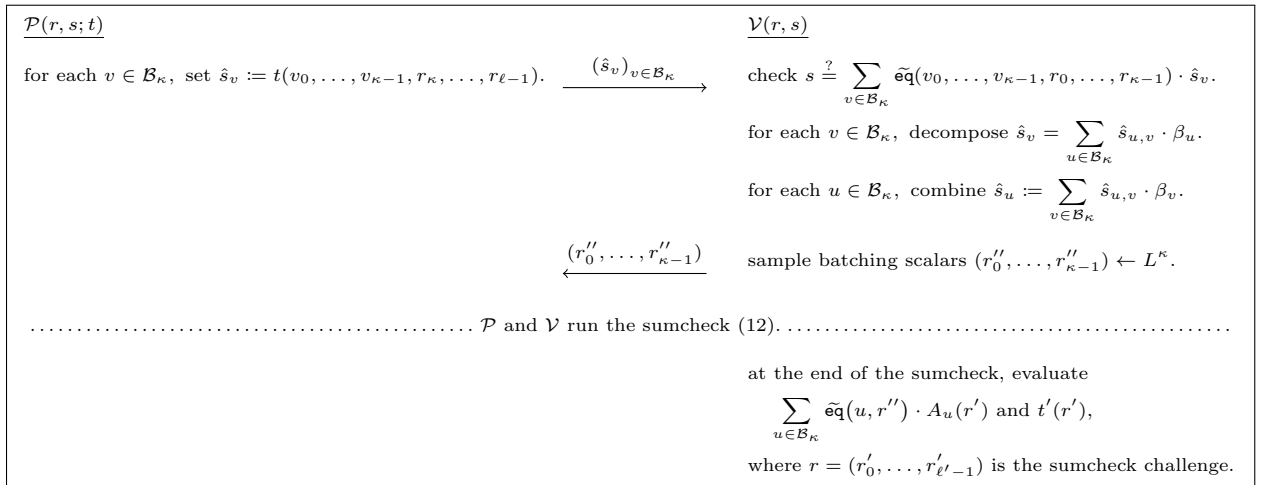 𝒫(r, s; t)
𝒱(r, s)
for each v ∈ ℬ_κ, set ŝ_v := t(v_0, . . . , v_{κ−1}, r_κ, . . . , r_{ℓ−1}).
(ŝ_v)_{v∈ℬ_κ}
check s ≟ ∑_{v∈ℬ_κ} e͠q(v_0, . . . , v_{κ−1}, r_0, . . . , r_{κ−1}) · ŝ_v.
for each v ∈ ℬ_κ, decompose ŝ_v = ∑_{u∈ℬ_κ} ŝ_{u,v} · β_u.
for each u ∈ ℬ_κ, combine ŝ_u := ∑_{v∈ℬ_κ} ŝ_{u,v} · β_v.
(r''_0, . . . , r''_{κ−1})
sample batching scalars (r''_0, . . . , r''_{κ−1}) ← L^κ.
𝒫 and 𝒱 run the sumcheck (12).
at the end of the sumcheck, evaluate
∑_{u∈ℬ_κ} e͠q(u, r'') · A_u(r') and t'(r'),
where r = (r'_0, . . . , r'_{ℓ'−1}) is the sumcheck challenge.